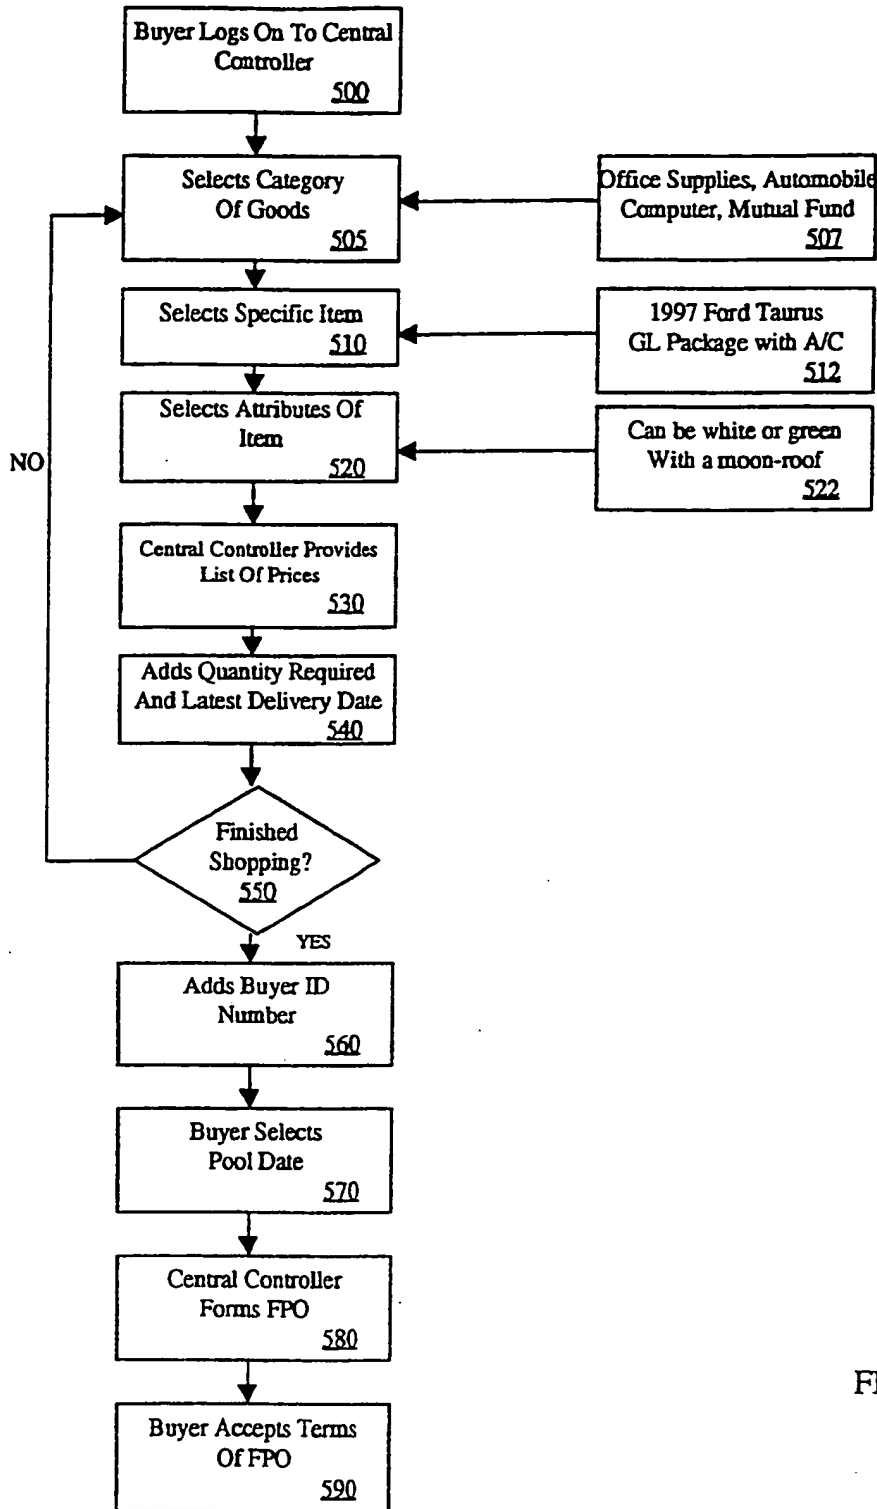 Buyer Logs On To Central
Controller
500
Selects Category
Of Goods
505
Office Supplies, Automobile
Computer, Mutual Fund
507
Selects Specific Item
510
1997 Ford Taurus
GL Package with A/C
512
Selects Attributes Of
Item
520
Can be white or green
With a moon-roof
522
NO
Central Controller Provides
List Of Prices
530
Adds Quantity Required
And Latest Delivery Date
540
Finished
Shopping?
550
YES
Adds Buyer ID
Number
560
Buyer Selects
Pool Date
570
Central Controller
Forms FPO
580
Buyer Accepts Terms
Of FPO
590